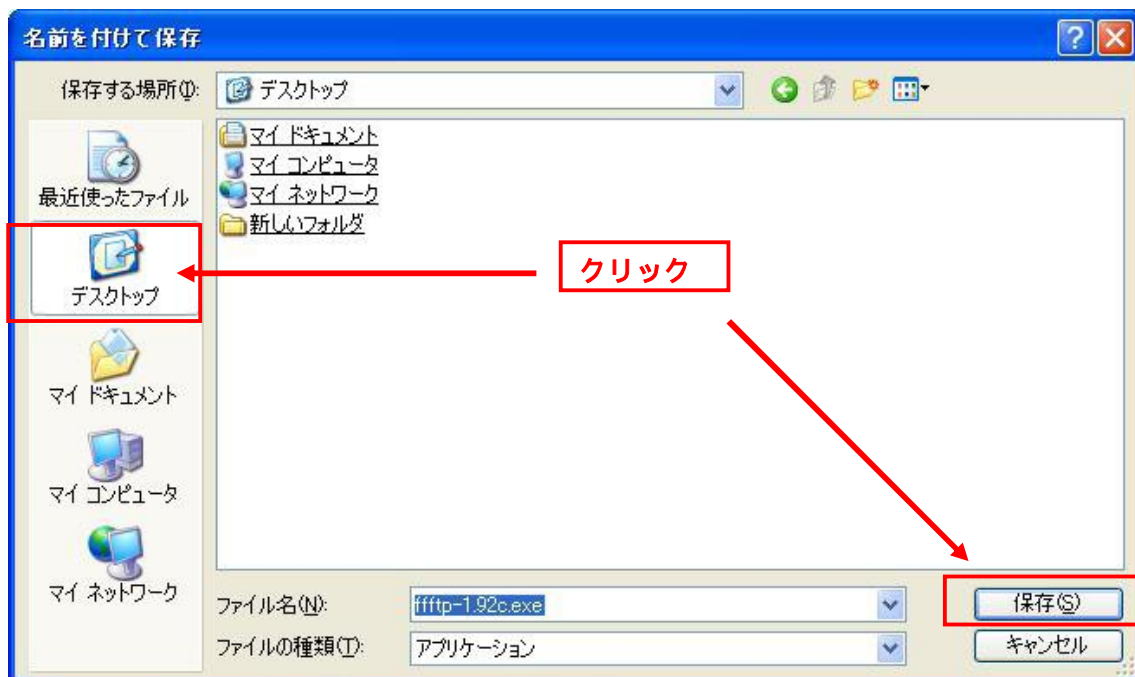 名前を付けて保存
保存する場所(I):
デスクトップ
最近使ったファイル
デスクトップ
マイ ドキュメント
マイ コンピュータ
マイ ネットワーク
マイ ドキュメント
マイ コンピュータ
マイ ネットワーク
新しいフォルダ
クリック
ファイル名(N):
ffftp-1.92c.exe
保存(S)
ファイルの種類(T):
アプリケーション
キャンセル